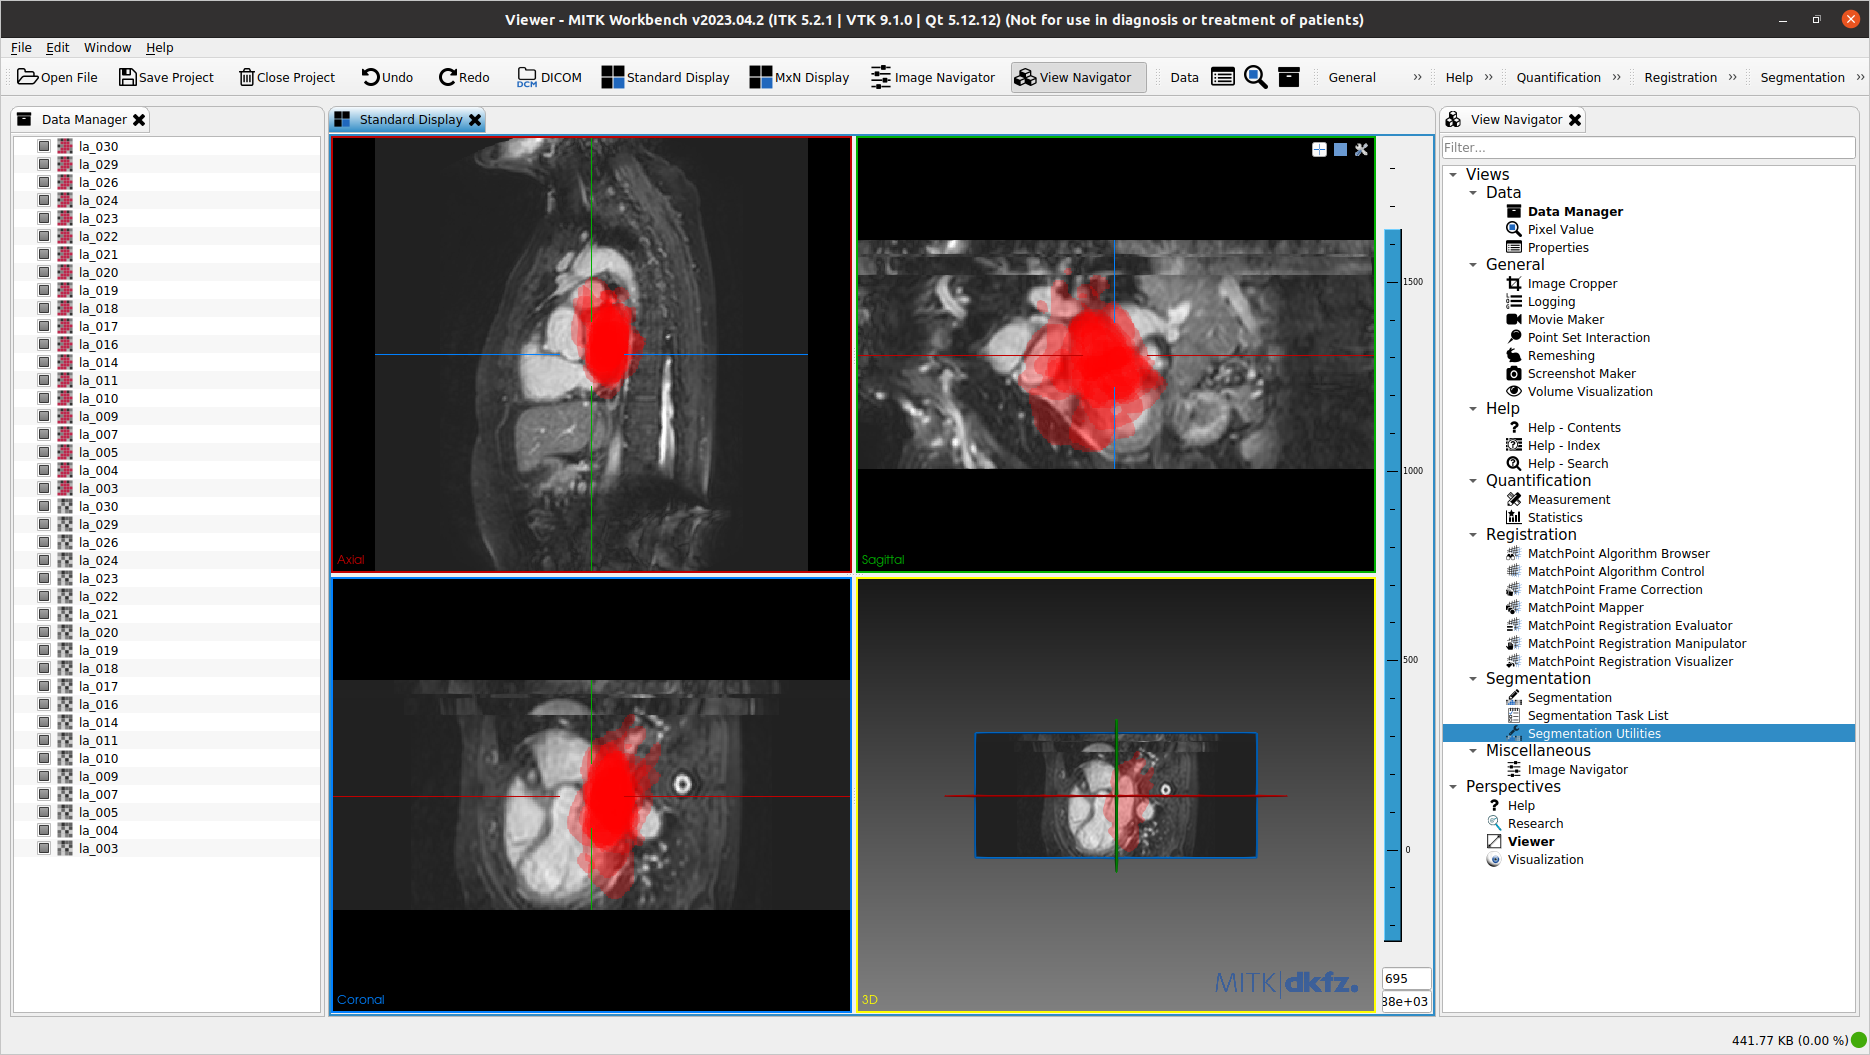 Viewer - MITK Workbench v2023.04.2 (ITK 5.2.1 | VTK 9.1.0 | Qt 5.12.12) (Not for use in diagnosis or treatment of patients)
File Edit Window Help
Open File Save Project Close Project Undo Redo DCM DICOM Standard Display MxN Display Image Navigator View Navigator Data General » Help » Quantification » Registration » Segmentation »
Data Manager
la_030
la_029
la_026
la_024
la_023
la_022
la_021
la_020
la_019
la_018
la_017
la_016
la_014
la_011
la_010
la_009
la_007
la_005
la_004
la_003
la_030
la_029
la_026
la_024
la_023
la_022
la_021
la_020
la_019
la_018
la_017
la_016
la_014
la_011
la_010
la_009
la_007
la_005
la_004
la_003
Standard Display
Axial
Sagittal
Coronal
3D
MITK dkfz.
1500
1000
500
0
695
38e+03
View Navigator
Filter...
Views
Data
Data Manager
Pixel Value
Properties
General
Image Cropper
Logging
Movie Maker
Point Set Interaction
Remeshing
Screenshot Maker
Volume Visualization
Help
Help - Contents
Help - Index
Help - Search
Quantification
Measurement
Statistics
Registration
MatchPoint Algorithm Browser
MatchPoint Algorithm Control
MatchPoint Frame Correction
MatchPoint Mapper
MatchPoint Registration Evaluator
MatchPoint Registration Manipulator
MatchPoint Registration Visualizer
Segmentation
Segmentation
Segmentation Task List
Segmentation Utilities
Miscellaneous
Image Navigator
Perspectives
Help
Research
Viewer
Visualization
441.77 KB (0.00 %)